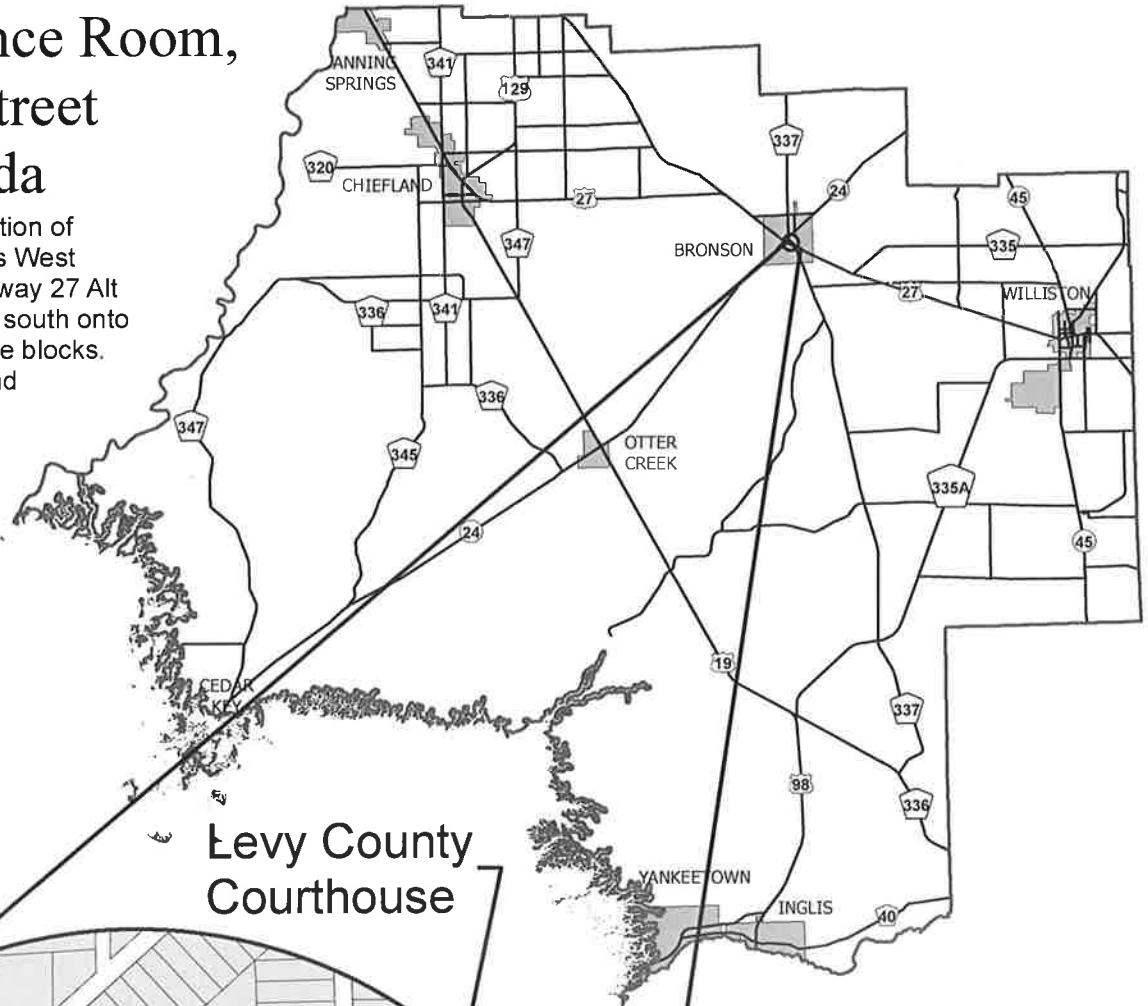 nce Room,
treet
da
tion of
s West
way 27 Alt
south onto
e blocks.
nd
ANNING
SPRINGS
341
129
337
320
CHIEFLAND
24
27
45
BRONSON
347
335
27
WILLISTON
336
341
336
347
345
OTTER
CREEK
335A
24
45
19
CEDAR
KEY
337
98
336
Levy County
Courthouse
YANKEETOWN
INGLIS
40